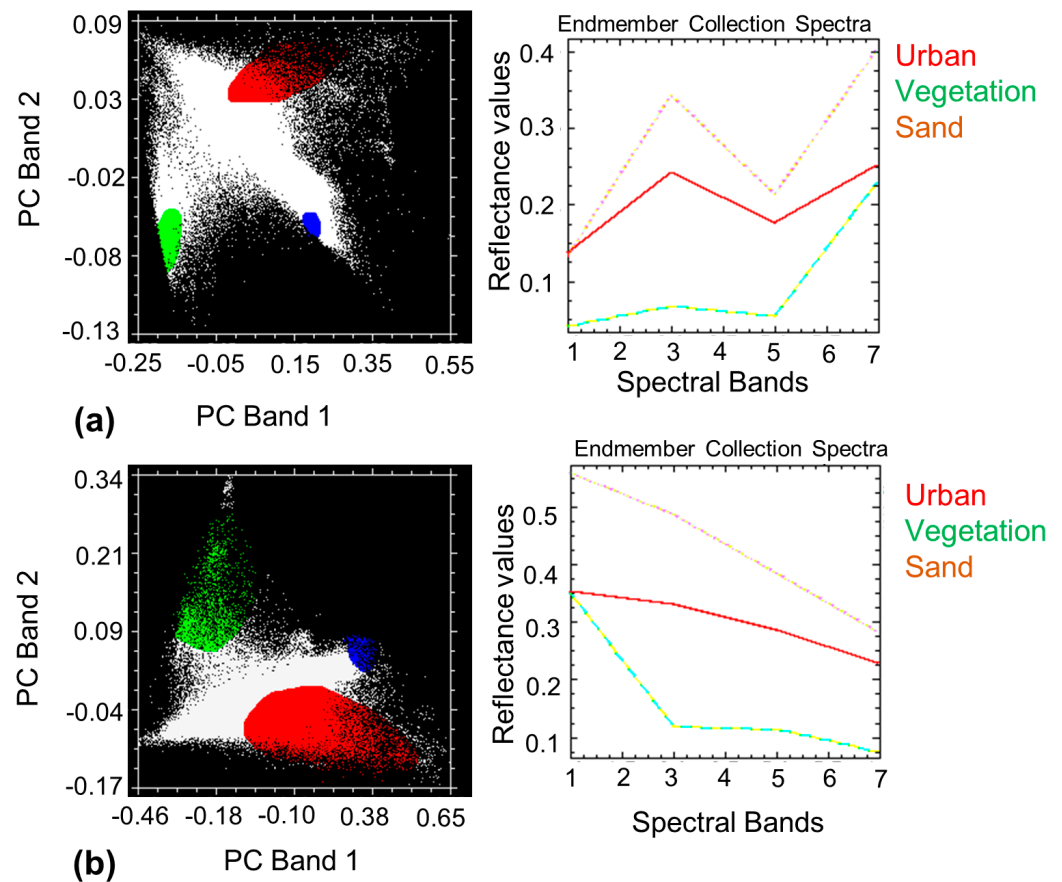 0.09
0.03
-0.02
-0.08
-0.13
PC Band 2
-0.25 -0.05 0.15 0.35 0.55
PC Band 1
(a)
Endmember Collection Spectra
0.4
0.3
0.2
0.1
Reflectance values
1 2 3 4 5 6 7
Spectral Bands
Urban
Vegetation
Sand
0.34
0.21
0.09
-0.04
-0.17
PC Band 2
-0.46 -0.18 -0.10 0.38 0.65
PC Band 1
(b)
Endmember Collection Spectra
0.5
0.4
0.3
0.2
0.1
Reflectance values
1 2 3 4 5 6 7
Spectral Bands
Urban
Vegetation
Sand